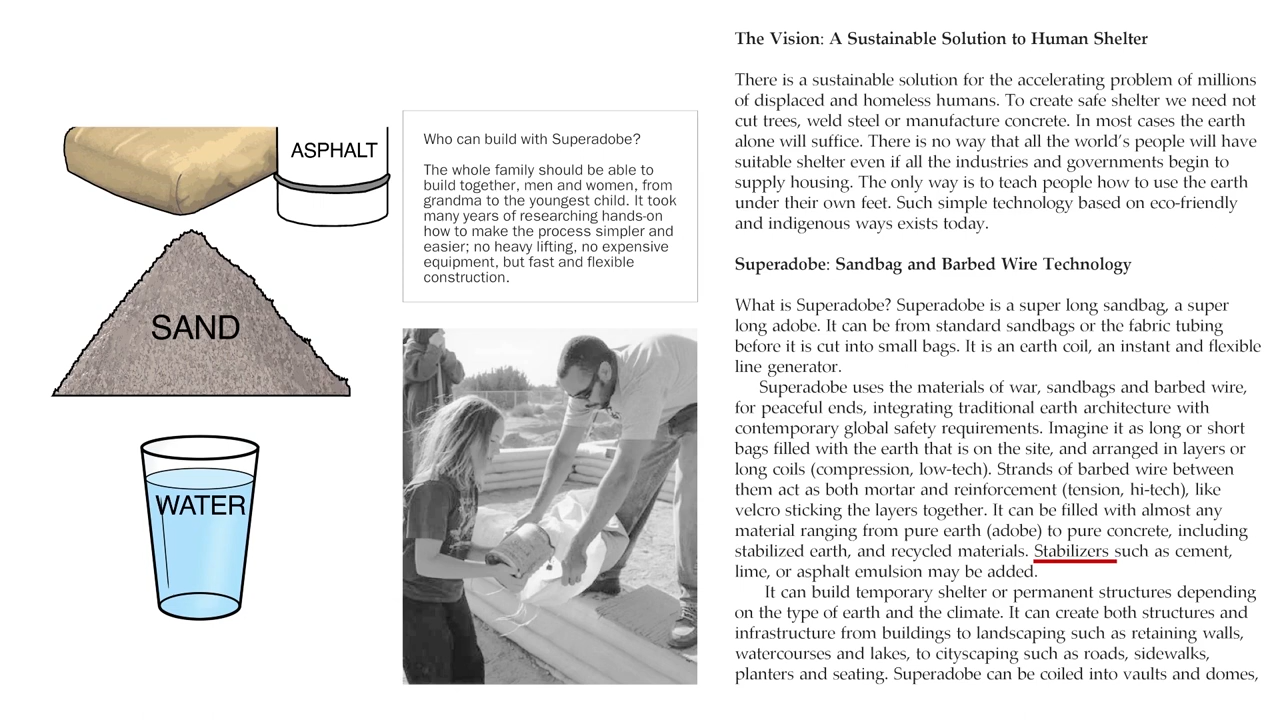 ASPHALT
SAND
WATER
Who can build with Superadobe?
The whole family should be able to
build together, men and women, from
grandma to the youngest child. It took
many years of researching hands-on
how to make the process simpler and
easier; no heavy lifting, no expensive
equipment, but fast and flexible
construction.
The Vision: A Sustainable Solution to Human Shelter
There is a sustainable solution for the accelerating problem of millions
of displaced and homeless humans. To create safe shelter we need not
cut trees, weld steel or manufacture concrete. In most cases the earth
alone will suffice. There is no way that all the world's people will have
suitable shelter even if all the industries and governments begin to
supply housing. The only way is to teach people how to use the earth
under their own feet. Such simple technology based on eco-friendly
and indigenous ways exists today.
Superadobe: Sandbag and Barbed Wire Technology
What is Superadobe? Superadobe is a super long sandbag, a super
long adobe. It can be from standard sandbags or the fabric tubing
before it is cut into small bags. It is an earth coil, an instant and flexible
line generator.
Superadobe uses the materials of war, sandbags and barbed wire,
for peaceful ends, integrating traditional earth architecture with
contemporary global safety requirements. Imagine it as long or short
bags filled with the earth that is on the site, and arranged in layers or
long coils (compression, low-tech). Strands of barbed wire between
them act as both mortar and reinforcement (tension, hi-tech), like
velcro sticking the layers together. It can be filled with almost any
material ranging from pure earth (adobe) to pure concrete, including
stabilized earth, and recycled materials. Stabilizers such as cement,
lime, or asphalt emulsion may be added.
It can build temporary shelter or permanent structures depending
on the type of earth and the climate. It can create both structures and
infrastructure from buildings to landscaping such as retaining walls,
watercourses and lakes, to cityscaping such as roads, sidewalks,
planters and seating. Superadobe can be coiled into vaults and domes,